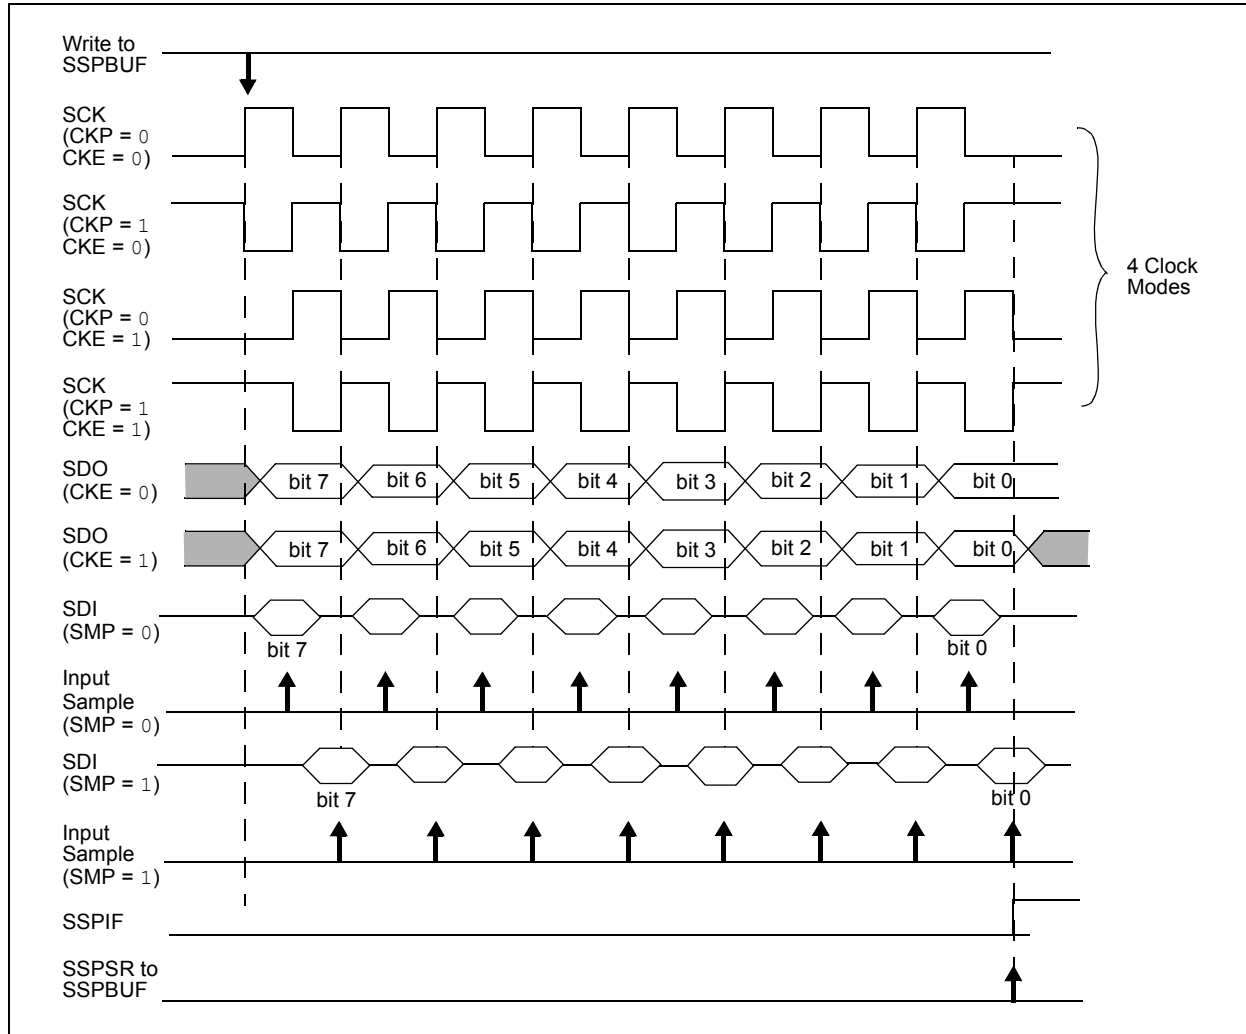 Write to
SSPBUF
SCK
(CKP = 0
CKE = 0)
SCK
(CKP = 1
CKE = 0)
4 Clock
Modes
SCK
(CKP = 0
CKE = 1)
SCK
(CKP = 1
CKE = 1)
SDO
(CKE = 0)
bit 7 bit 6 bit 5 bit 4 bit 3 bit 2 bit 1 bit 0
SDO
(CKE = 1)
bit 7 bit 6 bit 5 bit 4 bit 3 bit 2 bit 1 bit 0
SDI
(SMP = 0)
bit 7 bit 0
Input
Sample
(SMP = 0)
SDI
(SMP = 1)
bit 7 bit 0
Input
Sample
(SMP = 1)
SSPIF
SSPSR to
SSPBUF